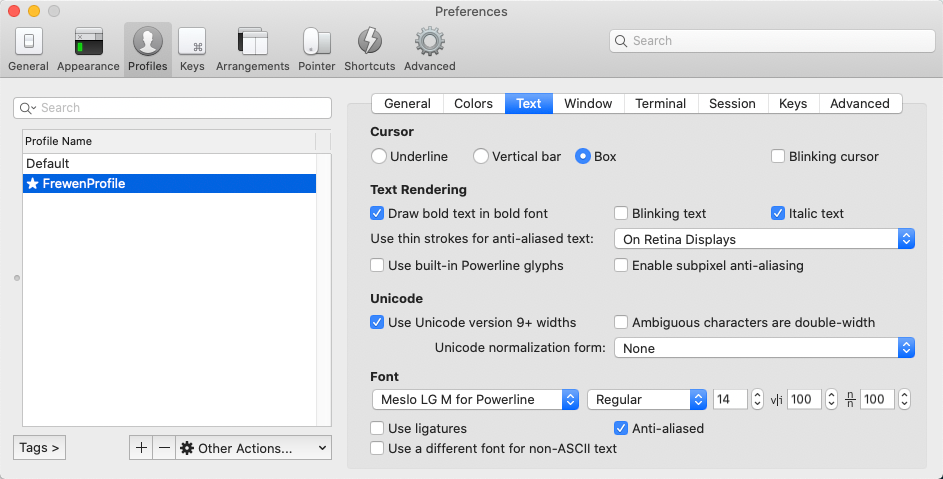 Preferences
General Appearance Profiles Keys Arrangements Pointer Shortcuts Advanced
Search
Search
Profile Name
Default
★ FrewenProfile
Tags >
+ − Other Actions...
General Colors Text Window Terminal Session Keys Advanced
Cursor
Underline Vertical bar Box Blinking cursor
Text Rendering
Draw bold text in bold font Blinking text Italic text
Use thin strokes for anti-aliased text: On Retina Displays
Use built-in Powerline glyphs Enable subpixel anti-aliasing
Unicode
Use Unicode version 9+ widths Ambiguous characters are double-width
Unicode normalization form: None
Font
Meslo LG M for Powerline Regular 14 v|i 100 n/n 100
Use ligatures Anti-aliased
Use a different font for non-ASCII text